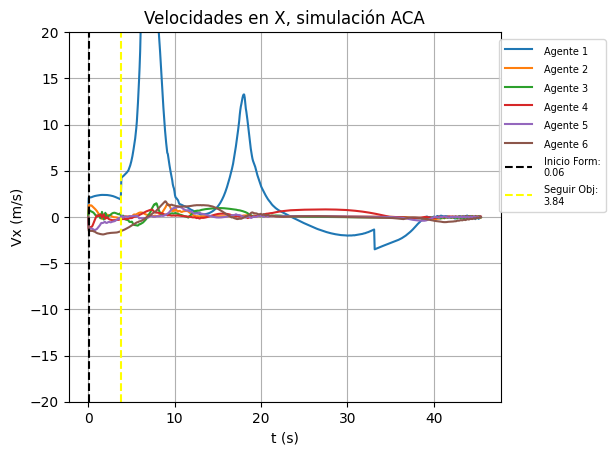 Velocidades en X, simulación ACA
20
15
10
5
0
−5
−10
−15
−20
Vx (m/s)
0
10
20
30
40
t (s)
Agente 1
Agente 2
Agente 3
Agente 4
Agente 5
Agente 6
Inicio Form:
0.06
Seguir Obj:
3.84